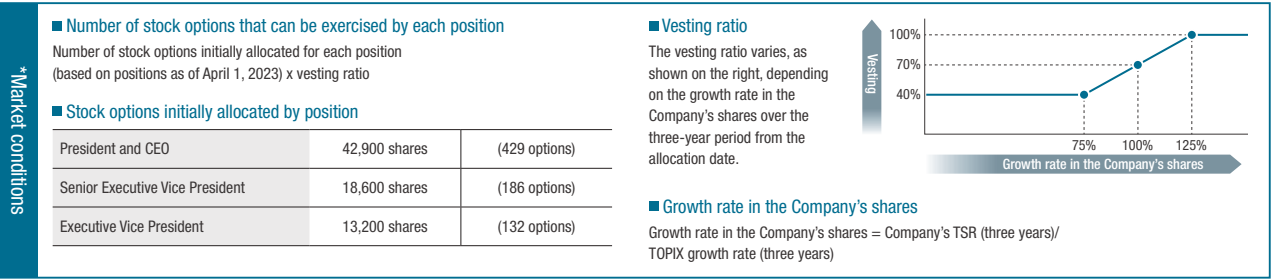 *Market conditions
Number of stock options that can be exercised by each position
Number of stock options initially allocated for each position
(based on positions as of April 1, 2023) x vesting ratio
Stock options initially allocated by position
President and CEO 42,900 shares (429 options)
Senior Executive Vice President 18,600 shares (186 options)
Executive Vice President 13,200 shares (132 options)
Vesting ratio
The vesting ratio varies, as
shown on the right, depending
on the growth rate in the
Company's shares over the
three-year period from the
allocation date.
Vesting
100%
70%
40%
75% 100% 125%
Growth rate in the Company's shares
Growth rate in the Company's shares
Growth rate in the Company's shares = Company's TSR (three years)/
TOPIX growth rate (three years)